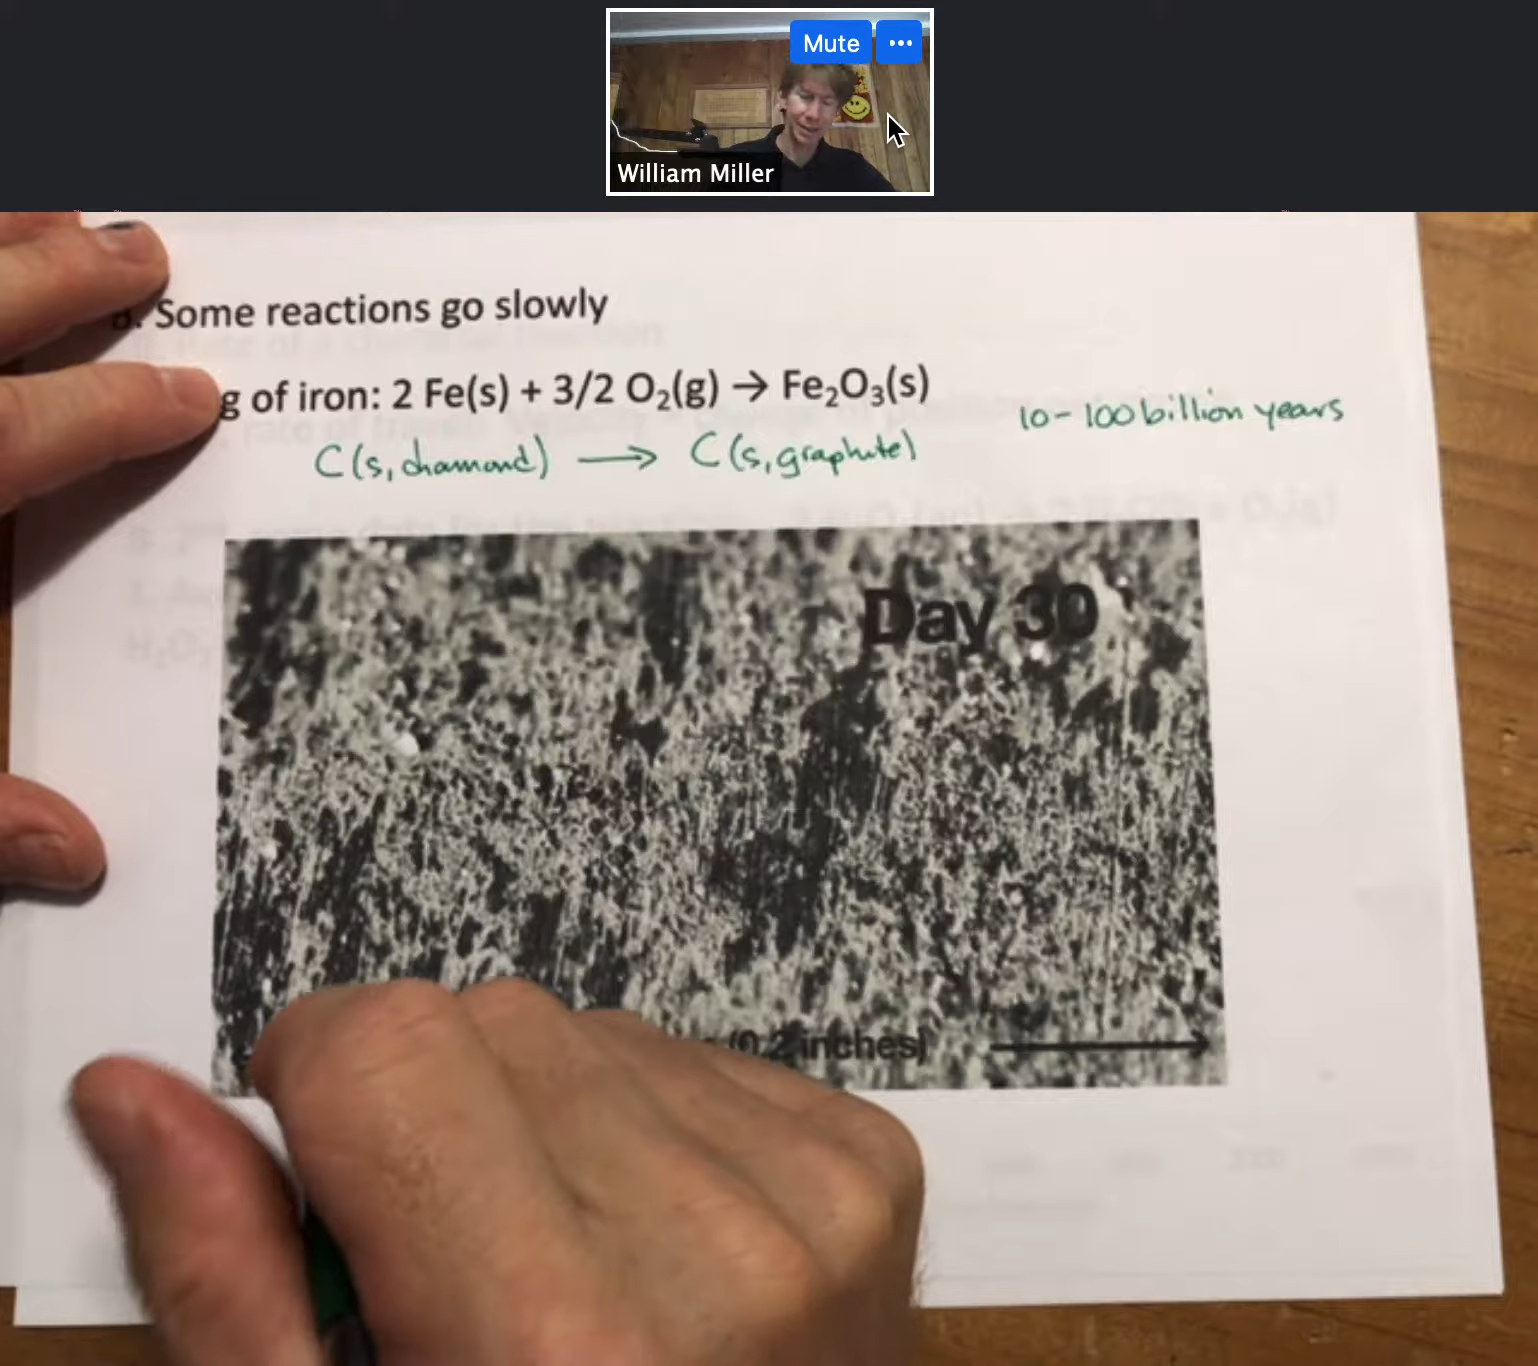 Mute •••
William Miller
B. Some reactions go slowly
g of iron: 2 Fe(s) + 3/2 O₂(g) → Fe₂O₃(s)
10-100 billion years
C(s, diamond) → C(s, graphite)
Day 30
(0.2 inches)